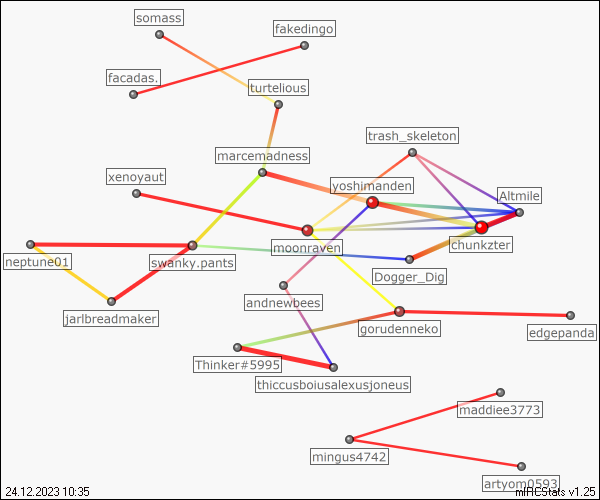 somass
fakedingo
facadas.
turtelious
trash_skeleton
marcemadness
xenoyaut
yoshimanden
Altmile
moonraven
chunkzter
neptune01
swanky.pants
Dogger_Dig
andnewbees
jarlbreadmaker
gorudenneko
edgepanda
Thinker#5995
thiccusboiusalexusjoneus
maddiee3773
mingus4742
artyom0593
24.12.2023 10:35
mIRCStats v1.25